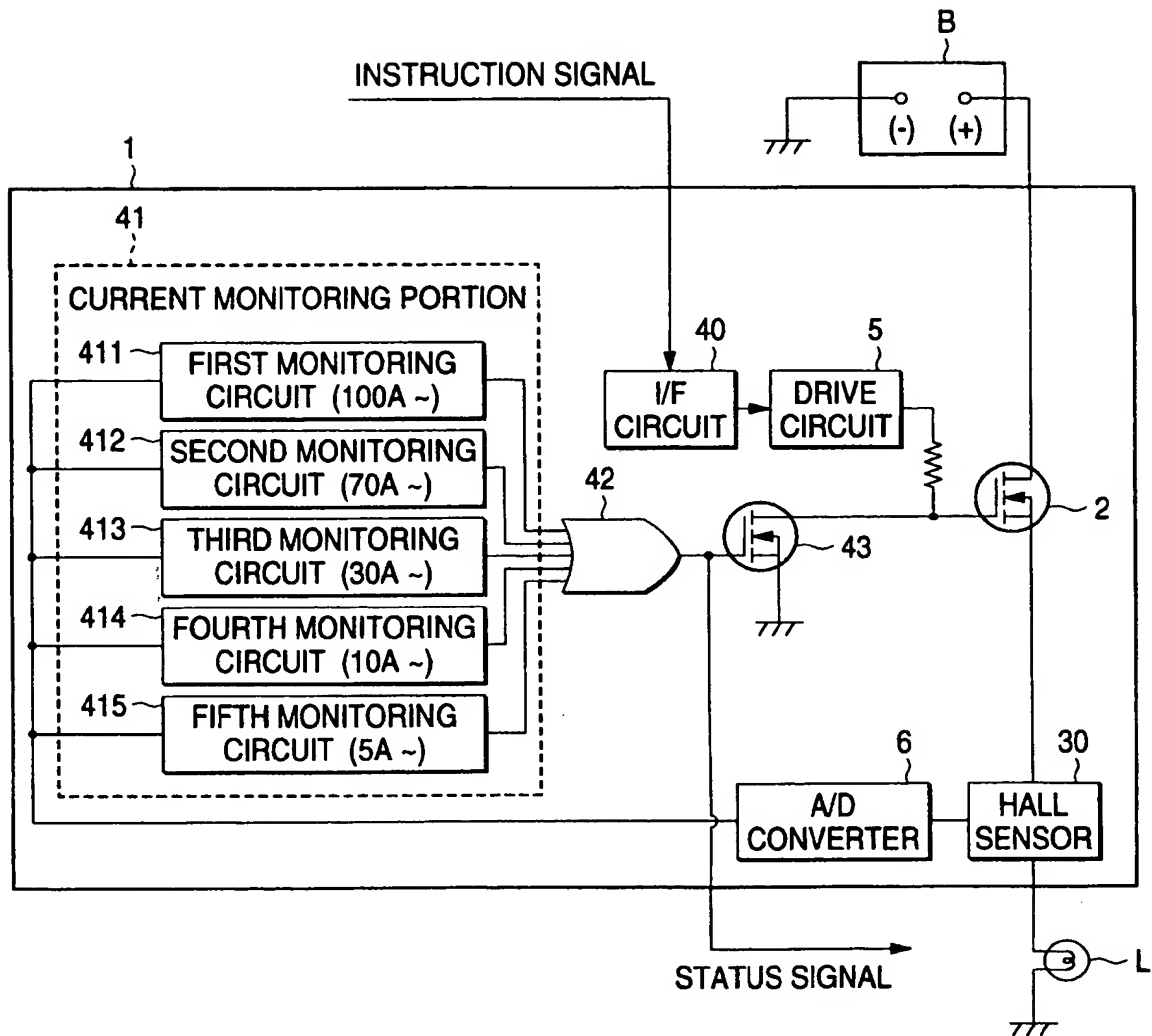 B
INSTRUCTION SIGNAL
(-) (+)
1
41
CURRENT MONITORING PORTION
411
FIRST MONITORING
CIRCUIT (100A ~)
412
SECOND MONITORING
CIRCUIT (70A ~)
413
THIRD MONITORING
CIRCUIT (30A ~)
414
FOURTH MONITORING
CIRCUIT (10A ~)
415
FIFTH MONITORING
CIRCUIT (5A ~)
40
I/F
CIRCUIT
5
DRIVE
CIRCUIT
42
43
2
6
A/D
CONVERTER
30
HALL
SENSOR
STATUS SIGNAL
L